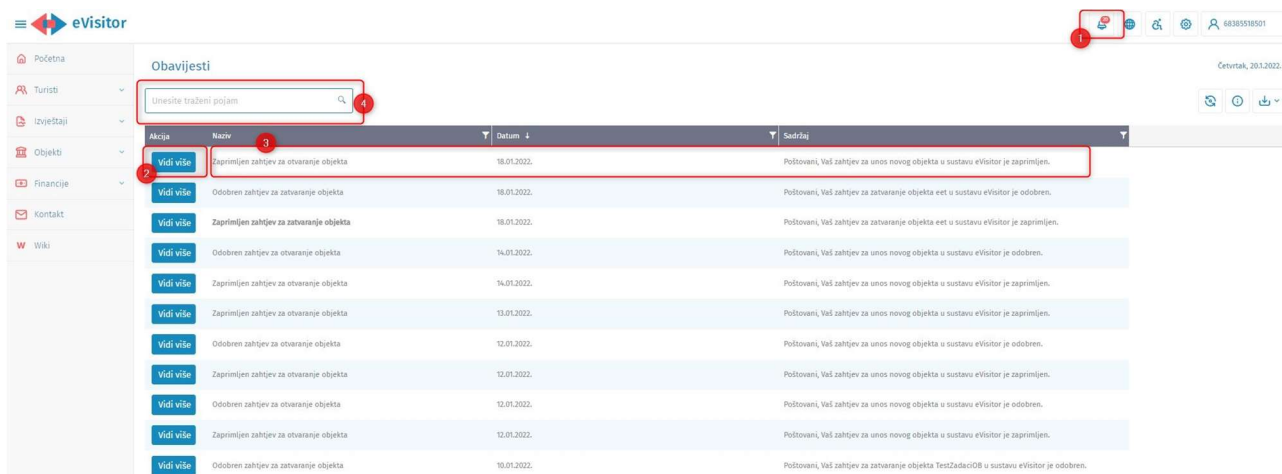 eVisitor
68385518501
1
Početna
Obavijesti
Četvrtak, 20.1.2022.
Turisti
Unesite traženi pojam
4
Izvještaji
Akcija Naziv Datum ↓ Sadržaj
3
Objekti
Vidi više Zaprimljen zahtjev za otvaranje objekta 18.01.2022. Poštovani, Vaš zahtjev za unos novog objekta u sustavu eVisitor je zaprimljen.
2
Financije
Vidi više Odobren zahtjev za zatvaranje objekta 18.01.2022. Poštovani, Vaš zahtjev za zatvaranje objekta eet u sustavu eVisitor je odobren.
Kontakt
Vidi više Zaprimljen zahtjev za zatvaranje objekta 18.01.2022. Poštovani, Vaš zahtjev za zatvaranje objekta eet u sustavu eVisitor je zaprimljen.
W Wiki
Vidi više Odobren zahtjev za otvaranje objekta 14.01.2022. Poštovani, Vaš zahtjev za unos novog objekta u sustavu eVisitor je odobren.
Vidi više Zaprimljen zahtjev za otvaranje objekta 14.01.2022. Poštovani, Vaš zahtjev za unos novog objekta u sustavu eVisitor je zaprimljen.
Vidi više Zaprimljen zahtjev za otvaranje objekta 13.01.2022. Poštovani, Vaš zahtjev za unos novog objekta u sustavu eVisitor je zaprimljen.
Vidi više Odobren zahtjev za otvaranje objekta 12.01.2022. Poštovani, Vaš zahtjev za unos novog objekta u sustavu eVisitor je odobren.
Vidi više Zaprimljen zahtjev za otvaranje objekta 12.01.2022. Poštovani, Vaš zahtjev za unos novog objekta u sustavu eVisitor je zaprimljen.
Vidi više Odobren zahtjev za otvaranje objekta 12.01.2022. Poštovani, Vaš zahtjev za unos novog objekta u sustavu eVisitor je odobren.
Vidi više Zaprimljen zahtjev za otvaranje objekta 12.01.2022. Poštovani, Vaš zahtjev za unos novog objekta u sustavu eVisitor je zaprimljen.
Vidi više Odobren zahtjev za zatvaranje objekta 10.01.2022. Poštovani, Vaš zahtjev za zatvaranje objekta TestZadaciOB u sustavu eVisitor je odobren.